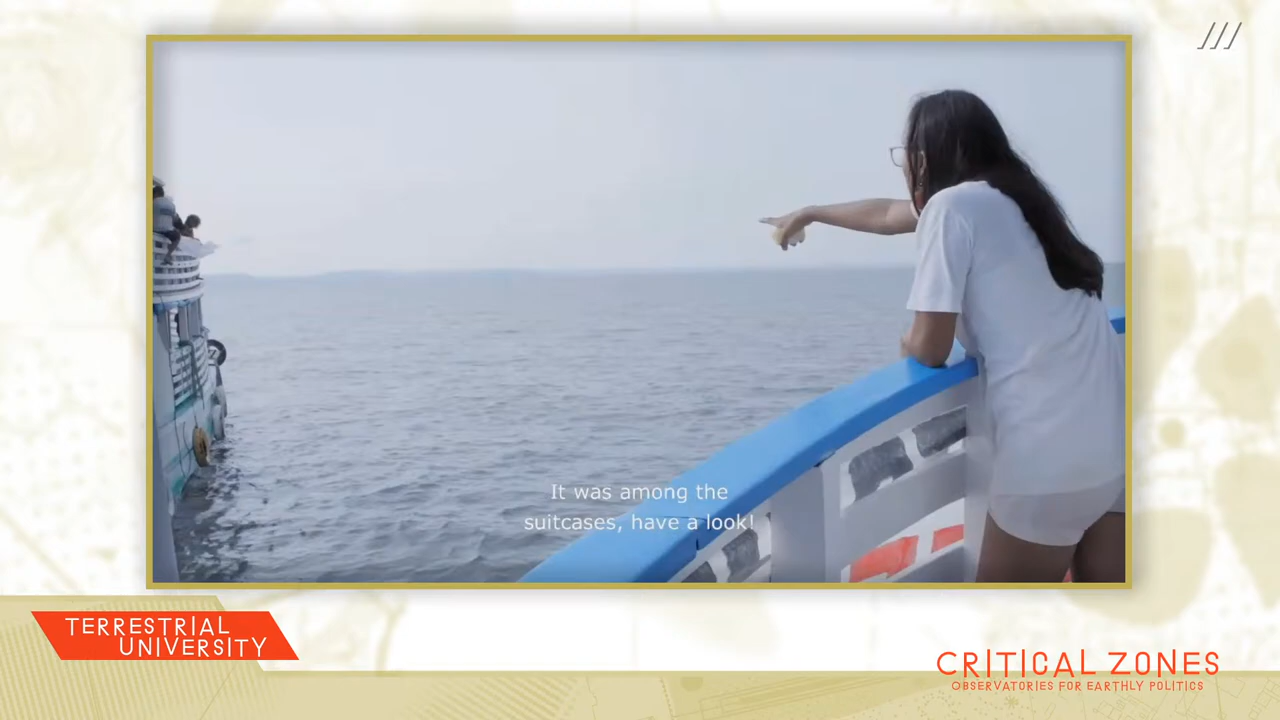 It was among the
suitcases, have a look!
TERRESTRIAL
UNIVERSITY
CRITICAL ZONES
OBSERVATORIES FOR EARTHLY POLITICS